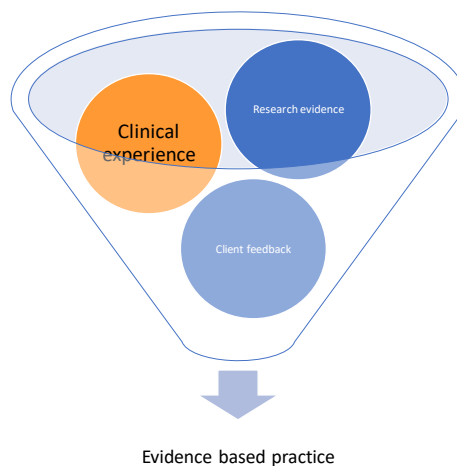 Research evidence
Clinical
experience
Client feedback
Evidence based practice